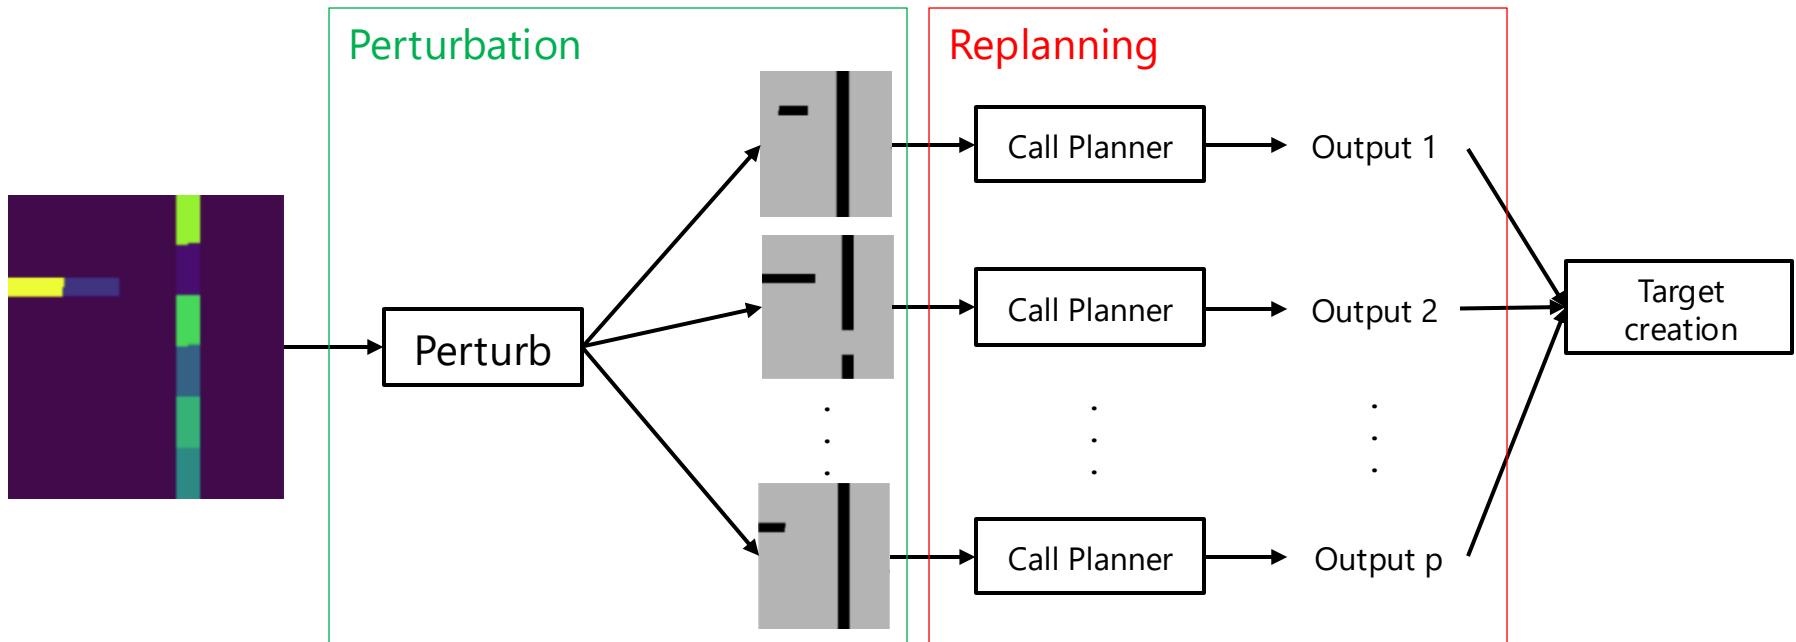 Perturbation
Replanning
Call Planner
Output 1
Perturb
Call Planner
Output 2
Target
creation
Call Planner
Output p